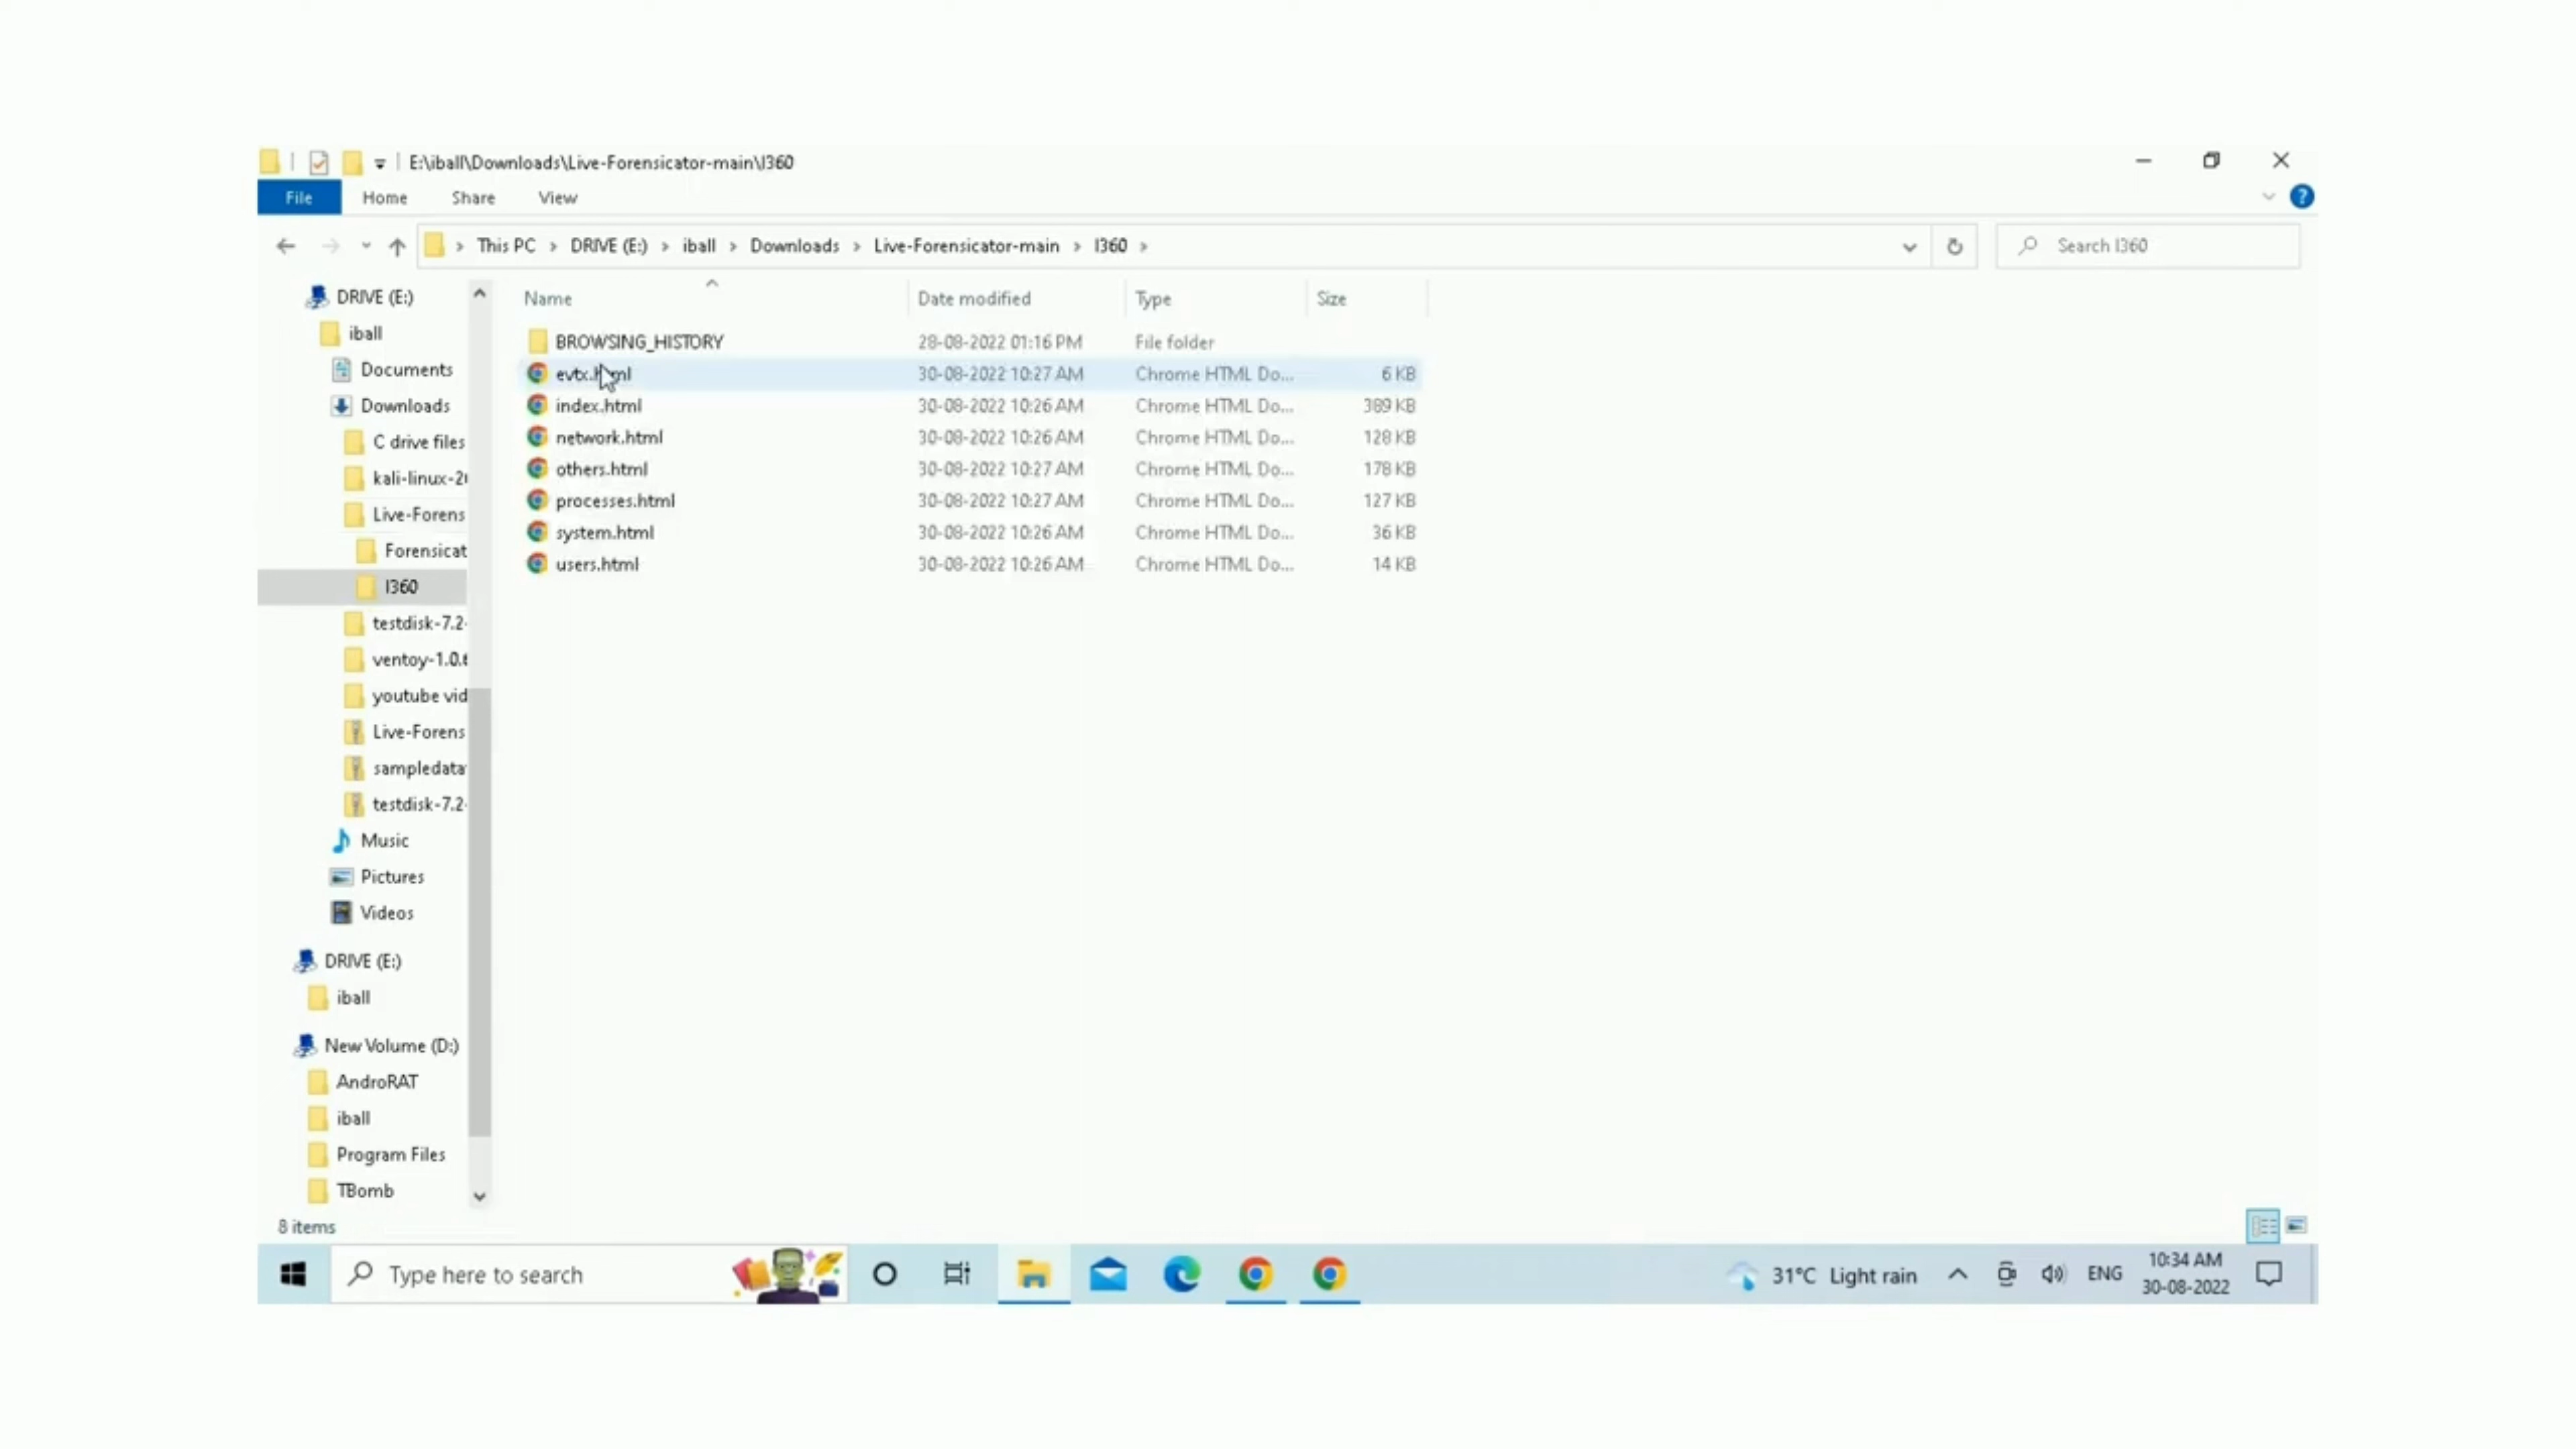 E:\iball\Downloads\Live-Forensicator-main\I360
File Home Share View
This PC DRIVE (E:) iball Downloads Live-Forensicator-main I360
Search I360
DRIVE (E:)
iball
Documents
Downloads
C drive files
kali-linux-2
Live-Forens
Forensicat
I360
testdisk-7.2-
ventoy-1.0.
youtube vid
Live-Forens
sampledata
testdisk-7.2-
Music
Pictures
Videos
DRIVE (E:)
iball
New Volume (D:)
AndroRAT
iball
Program Files
TBomb
Name Date modified Type Size
BROWSING_HISTORY 28-08-2022 01:16 PM File folder
evtx.html 30-08-2022 10:27 AM Chrome HTML Do... 6 KB
index.html 30-08-2022 10:26 AM Chrome HTML Do... 389 KB
network.html 30-08-2022 10:26 AM Chrome HTML Do... 128 KB
others.html 30-08-2022 10:27 AM Chrome HTML Do... 178 KB
processes.html 30-08-2022 10:27 AM Chrome HTML Do... 127 KB
system.html 30-08-2022 10:26 AM Chrome HTML Do... 36 KB
users.html 30-08-2022 10:26 AM Chrome HTML Do... 14 KB
8 items
Type here to search
31°C Light rain
ENG
10:34 AM
30-08-2022